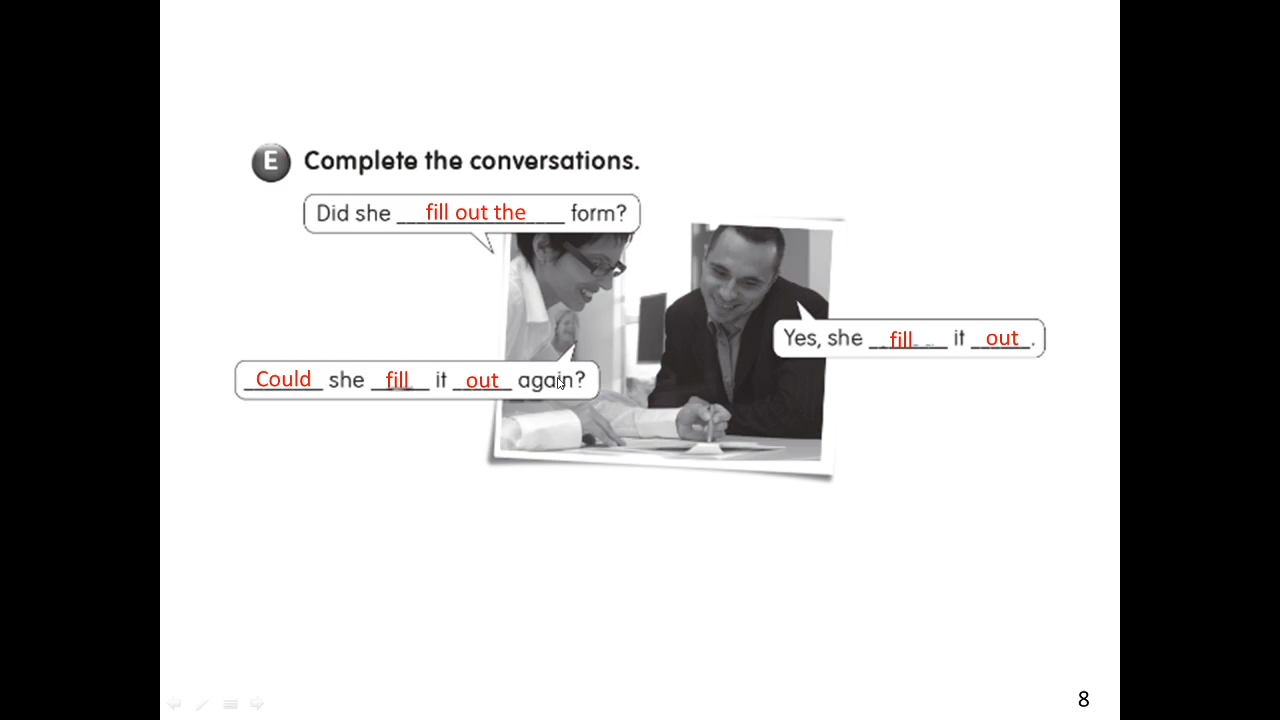 E Complete the conversations.
Did she fill out the form?
Yes, she fill it out.
Could she fill it out again?
8